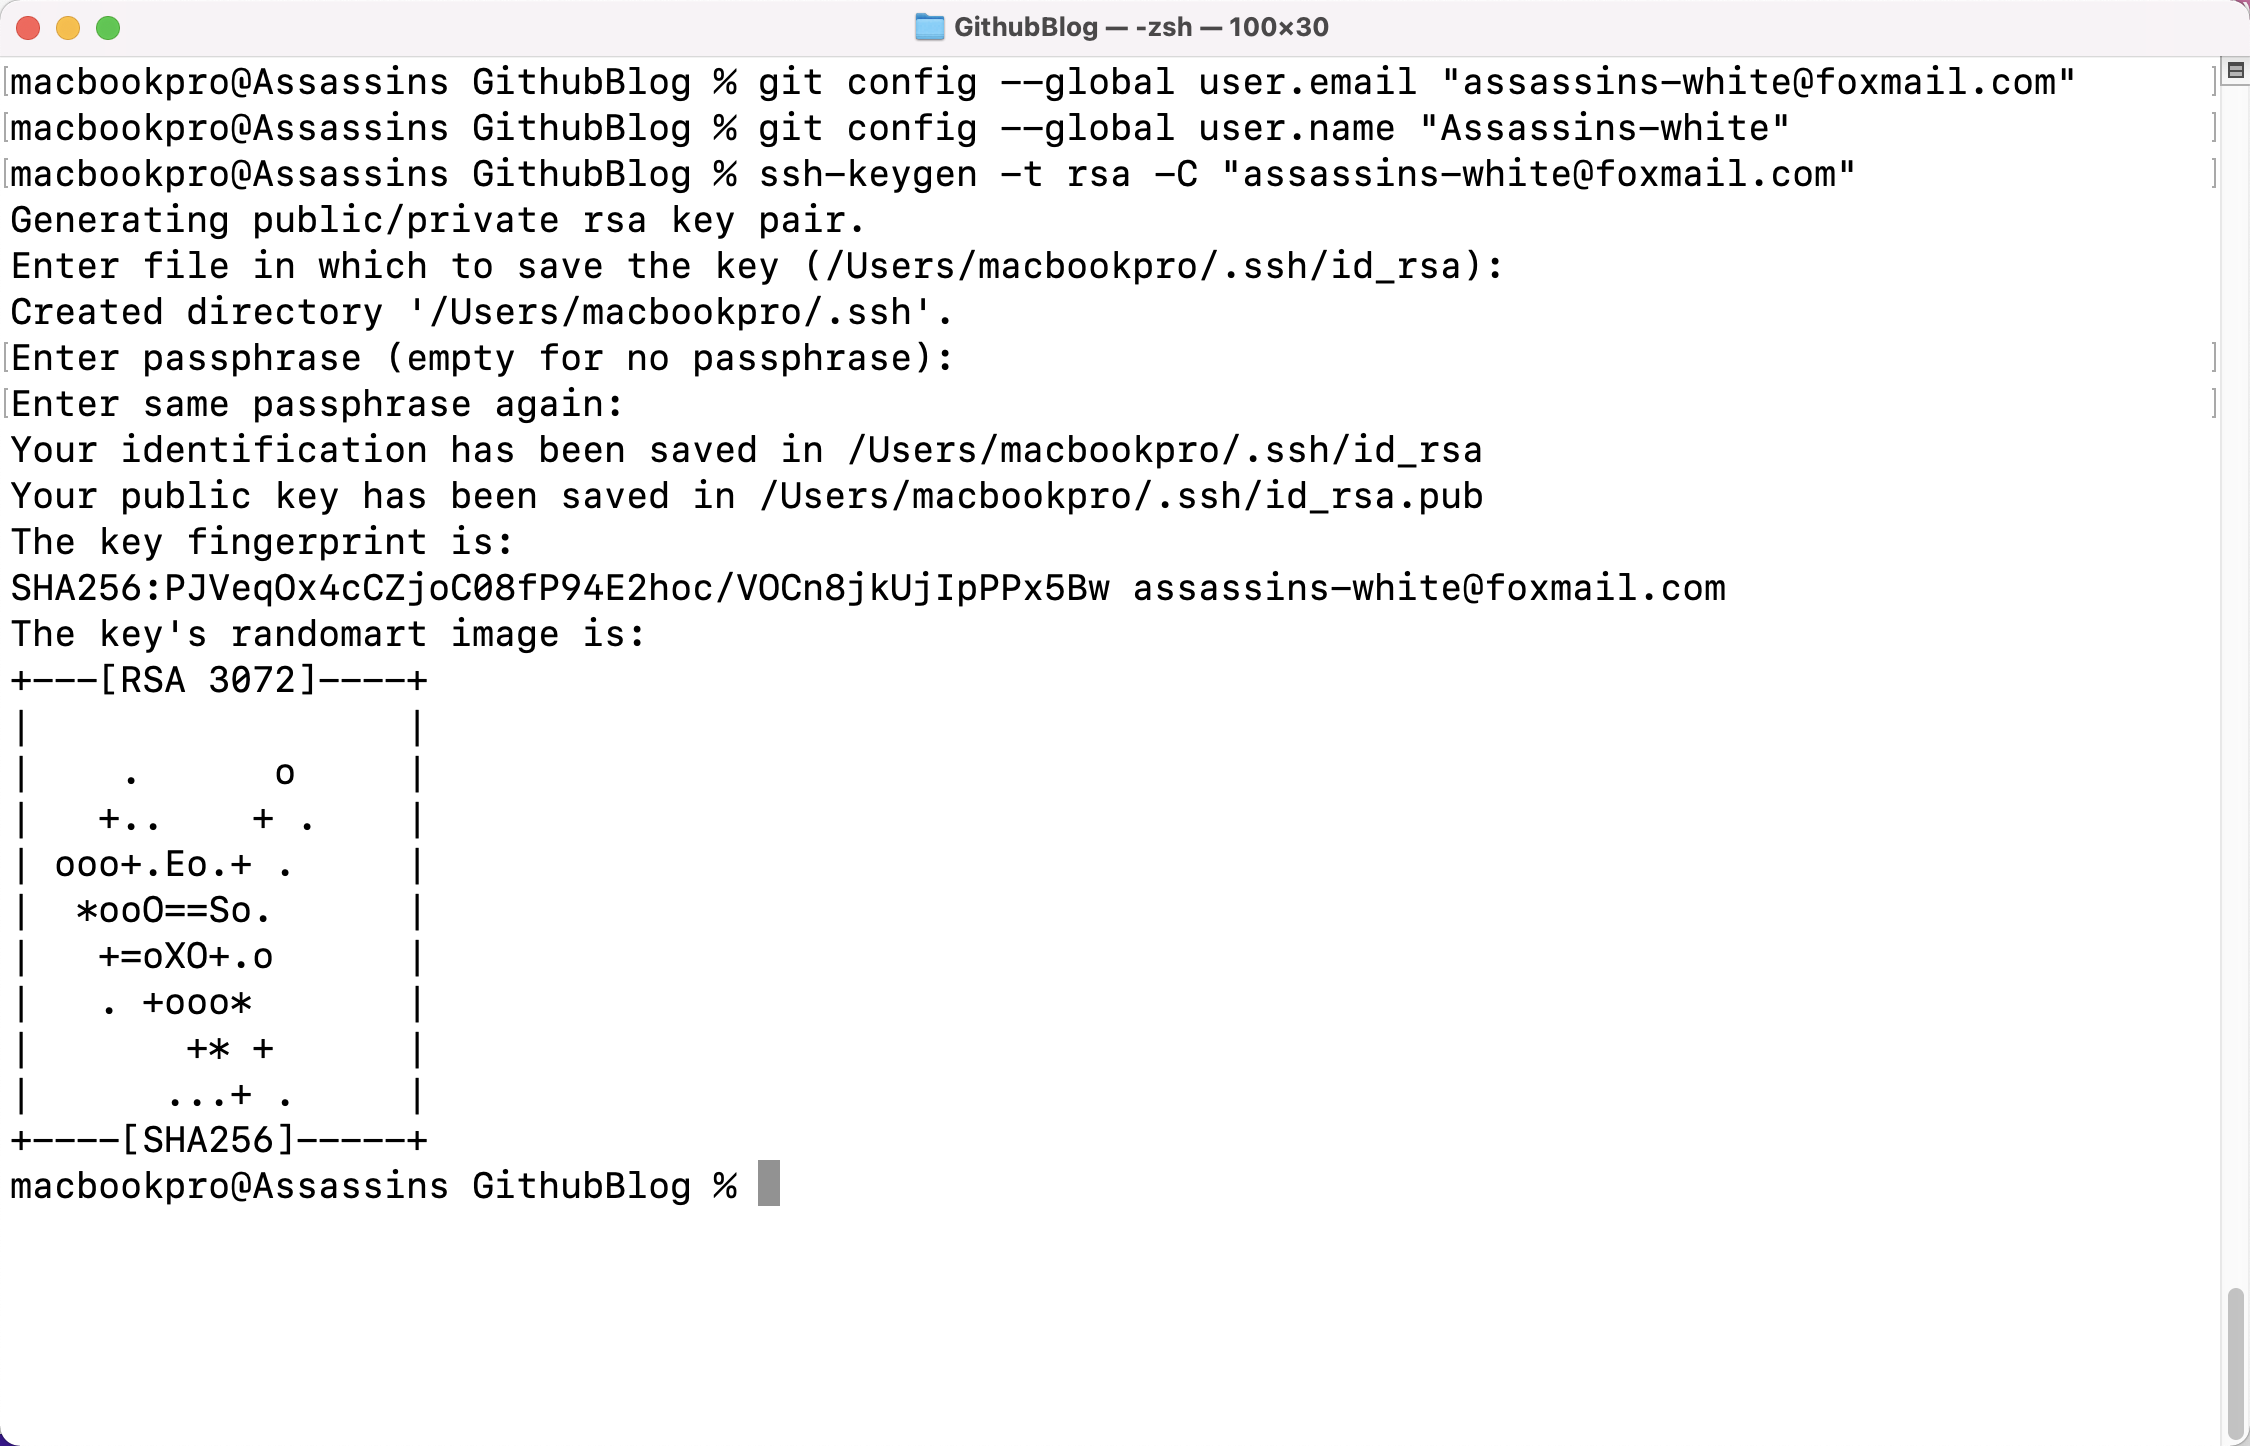 GithubBlog — -zsh — 100×30
macbookpro@Assassins GithubBlog % git config --global user.email "assassins-white@foxmail.com"
macbookpro@Assassins GithubBlog % git config --global user.name "Assassins-white"
macbookpro@Assassins GithubBlog % ssh-keygen -t rsa -C "assassins-white@foxmail.com"
Generating public/private rsa key pair.
Enter file in which to save the key (/Users/macbookpro/.ssh/id_rsa):
Created directory '/Users/macbookpro/.ssh'.
Enter passphrase (empty for no passphrase):
Enter same passphrase again:
Your identification has been saved in /Users/macbookpro/.ssh/id_rsa
Your public key has been saved in /Users/macbookpro/.ssh/id_rsa.pub
The key fingerprint is:
SHA256:PJVeqOx4cCZjoC08fP94E2hoc/VOCn8jkUjIpPPx5Bw assassins-white@foxmail.com
The key's randomart image is:
+---[RSA 3072]----+
|                 |
|    .      o     |
|   +..    + .    |
| ooo+.Eo.+ .     |
|  *ooO==So.      |
|   +=oXO+.o      |
|   . +ooo*       |
|       +* +      |
|      ...+ .     |
+----[SHA256]-----+
macbookpro@Assassins GithubBlog %